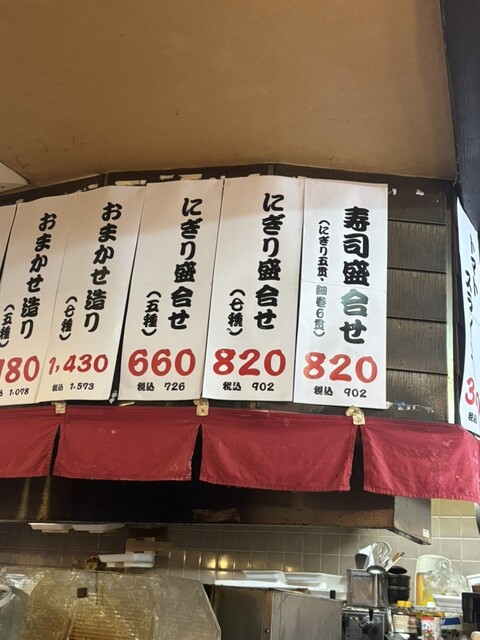 寿司盛合せ
(にぎり五貫、細巻6貫)
820
税込 902
にぎり盛合せ
(七種)
820
税込 902
にぎり盛合せ
(五種)
660
税込 726
おまかせ造り
(七種)
1,430
税込 1,573
おまかせ造り
(五種)
税込 1,078